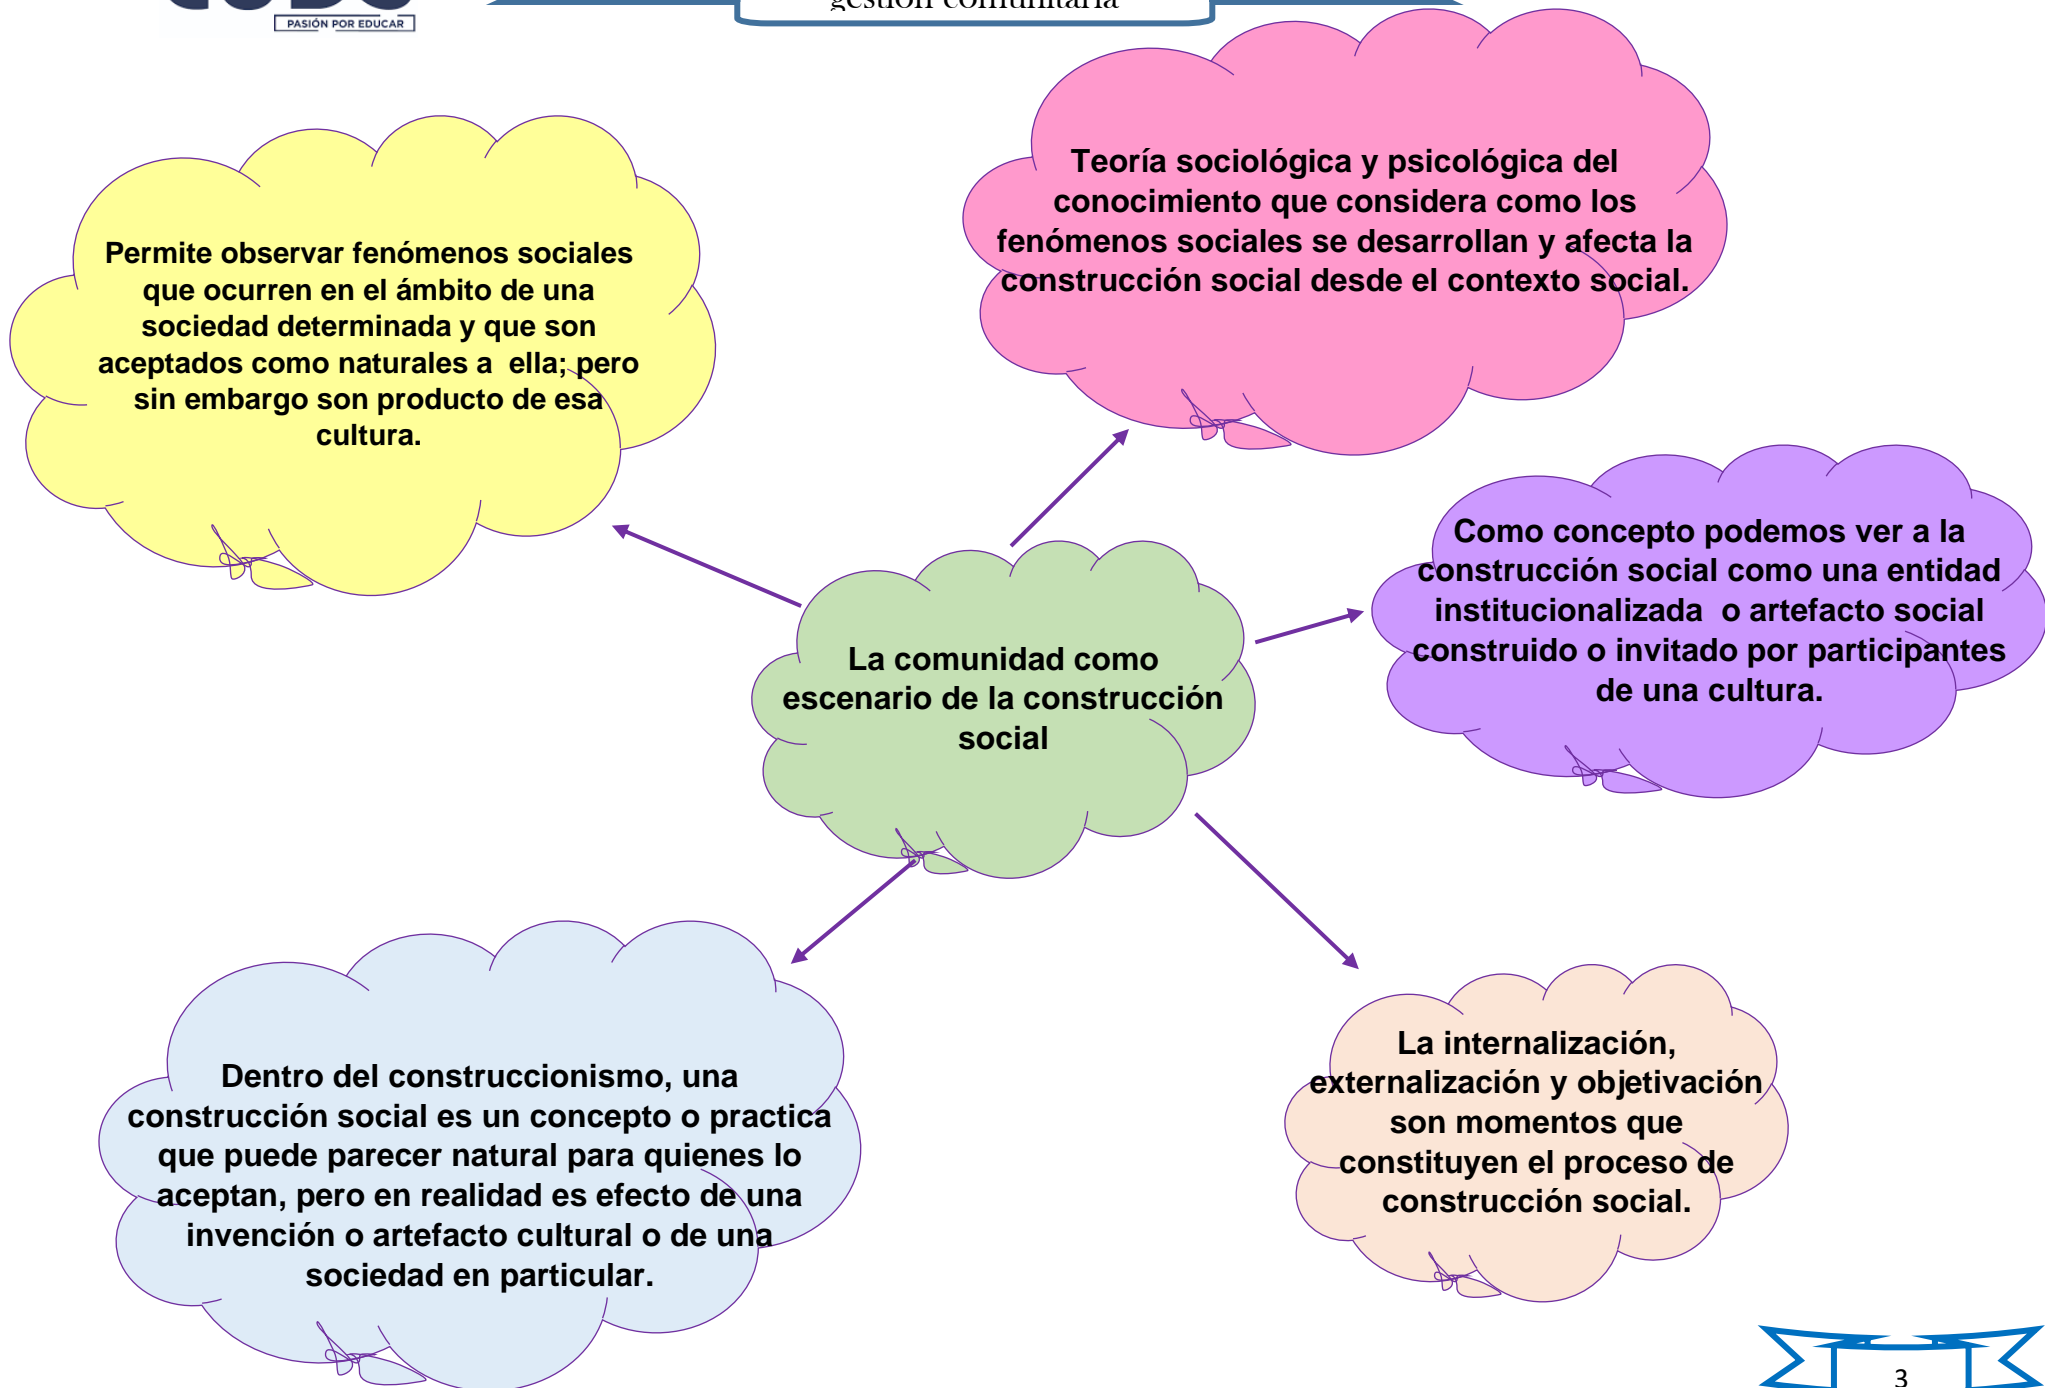 PASIÓN POR EDUCAR
gestión comunitaria
Teoría sociológica y psicológica del
conocimiento que considera como los
fenómenos sociales se desarrollan y afecta la
construcción social desde el contexto social.
Permite observar fenómenos sociales
que ocurren en el ámbito de una
sociedad determinada y que son
aceptados como naturales a  ella; pero
sin embargo son producto de esa
cultura.
Como concepto podemos ver a la
construcción social como una entidad
institucionalizada  o artefacto social
construido o invitado por participantes
de una cultura.
La comunidad como
escenario de la construcción
social
Dentro del construccionismo, una
construcción social es un concepto o practica
que puede parecer natural para quienes lo
aceptan, pero en realidad es efecto de una
invención o artefacto cultural o de una
sociedad en particular.
La internalización,
externalización y objetivación
son momentos que
constituyen el proceso de
construcción social.
3